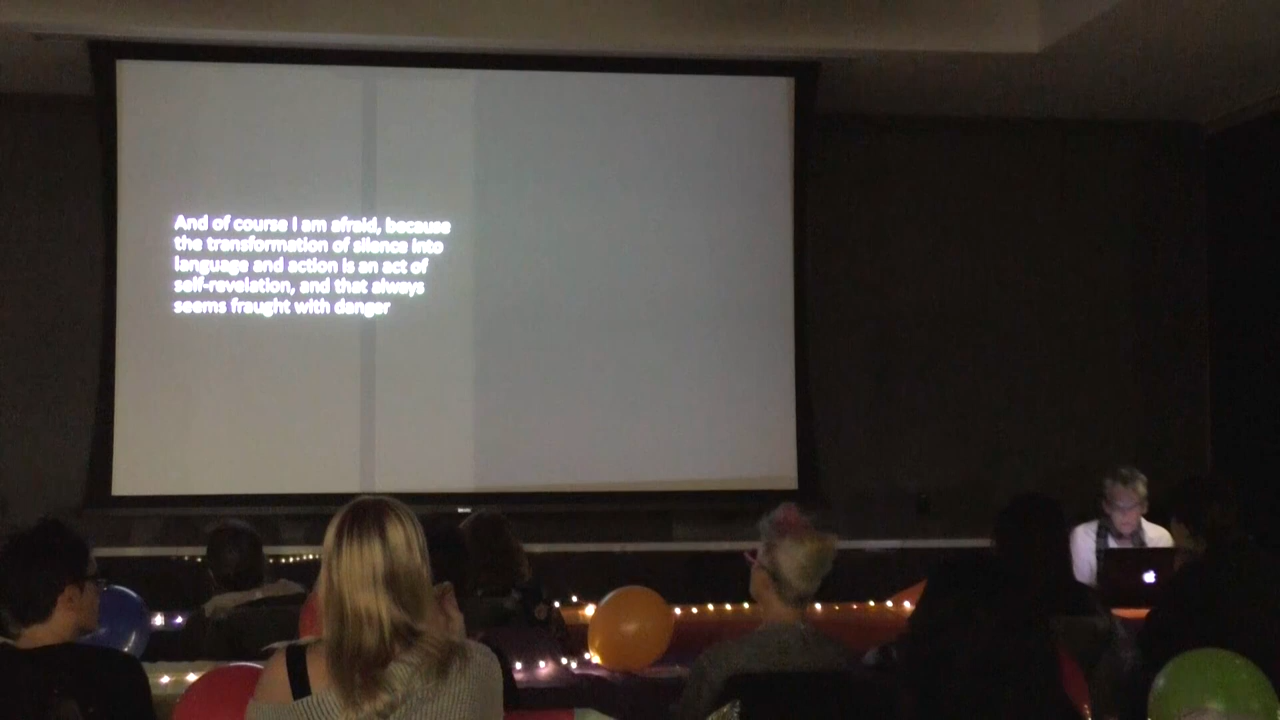 And of course I am afraid, because
the transformation of silence into
language and action is an act of
self-revelation, and that always
seems fraught with danger